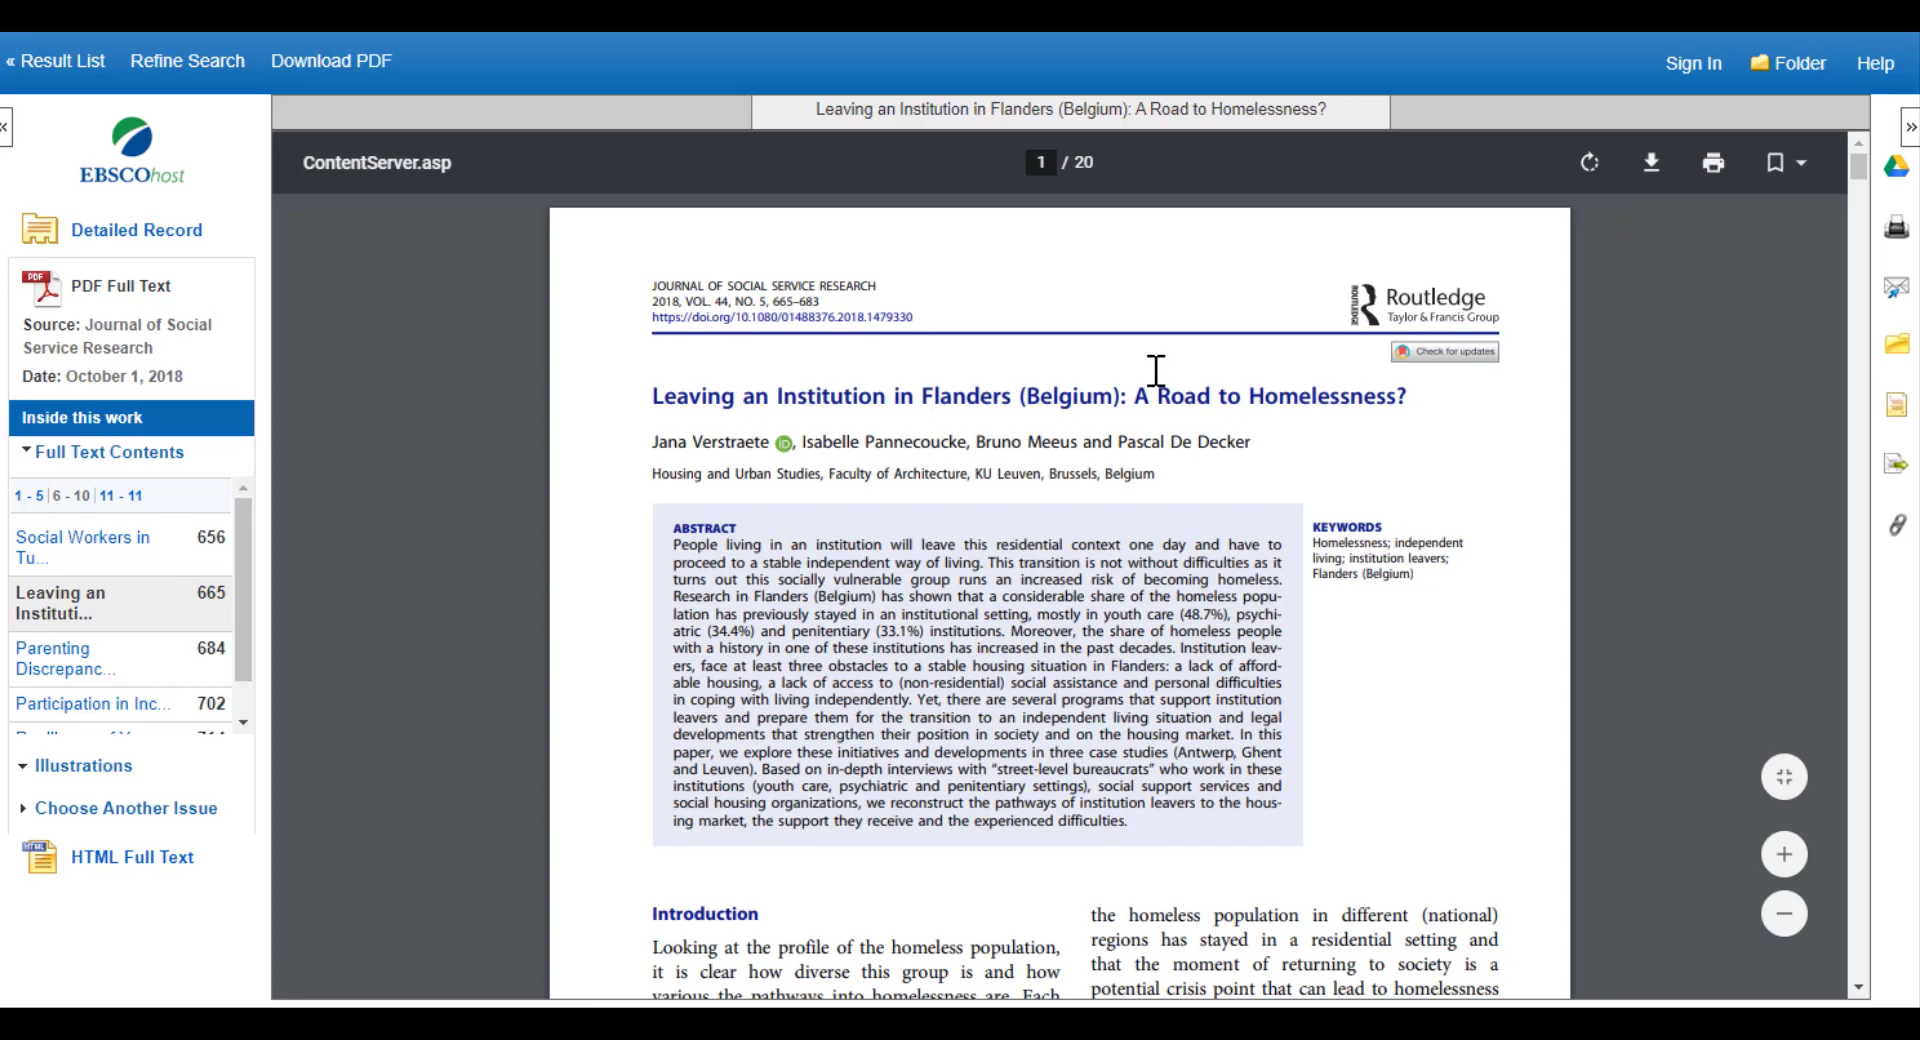 « Result List Refine Search Download PDF
Sign In Folder Help
Leaving an Institution in Flanders (Belgium): A Road to Homelessness?
«
»
EBSCOhost
Detailed Record
PDF
PDF Full Text
Source: Journal of Social
Service Research
Date: October 1, 2018
Inside this work
Full Text Contents
1 - 5 | 6 - 10 | 11 - 11
Social Workers in 656
Tu...
Leaving an 665
Instituti...
Parenting 684
Discrepanc...
Participation in Inc... 702
Illustrations
Choose Another Issue
HTML
HTML Full Text
ContentServer.asp
1 / 20
JOURNAL OF SOCIAL SERVICE RESEARCH
2018, VOL. 44, NO. 5, 665–683
https://doi.org/10.1080/01488376.2018.1479330
ROUTLEDGE
Routledge
Taylor & Francis Group
Check for updates
Leaving an Institution in Flanders (Belgium): A Road to Homelessness?
Jana Verstraete iD, Isabelle Pannecoucke, Bruno Meeus and Pascal De Decker
Housing and Urban Studies, Faculty of Architecture, KU Leuven, Brussels, Belgium
ABSTRACT
People living in an institution will leave this residential context one day and have to
proceed to a stable independent way of living. This transition is not without difficulties as it
turns out this socially vulnerable group runs an increased risk of becoming homeless.
Research in Flanders (Belgium) has shown that a considerable share of the homeless popu-
lation has previously stayed in an institutional setting, mostly in youth care (48.7%), psychi-
atric (34.4%) and penitentiary (33.1%) institutions. Moreover, the share of homeless people
with a history in one of these institutions has increased in the past decades. Institution leav-
ers, face at least three obstacles to a stable housing situation in Flanders: a lack of afford-
able housing, a lack of access to (non-residential) social assistance and personal difficulties
in coping with living independently. Yet, there are several programs that support institution
leavers and prepare them for the transition to an independent living situation and legal
developments that strengthen their position in society and on the housing market. In this
paper, we explore these initiatives and developments in three case studies (Antwerp, Ghent
and Leuven). Based on in-depth interviews with “street-level bureaucrats” who work in these
institutions (youth care, psychiatric and penitentiary settings), social support services and
social housing organizations, we reconstruct the pathways of institution leavers to the hous-
ing market, the support they receive and the experienced difficulties.
KEYWORDS
Homelessness; independent
living; institution leavers;
Flanders (Belgium)
Introduction
Looking at the profile of the homeless population,
it is clear how diverse this group is and how
various the pathways into homelessness are. Each
the homeless population in different (national)
regions has stayed in a residential setting and
that the moment of returning to society is a
potential crisis point that can lead to homelessness